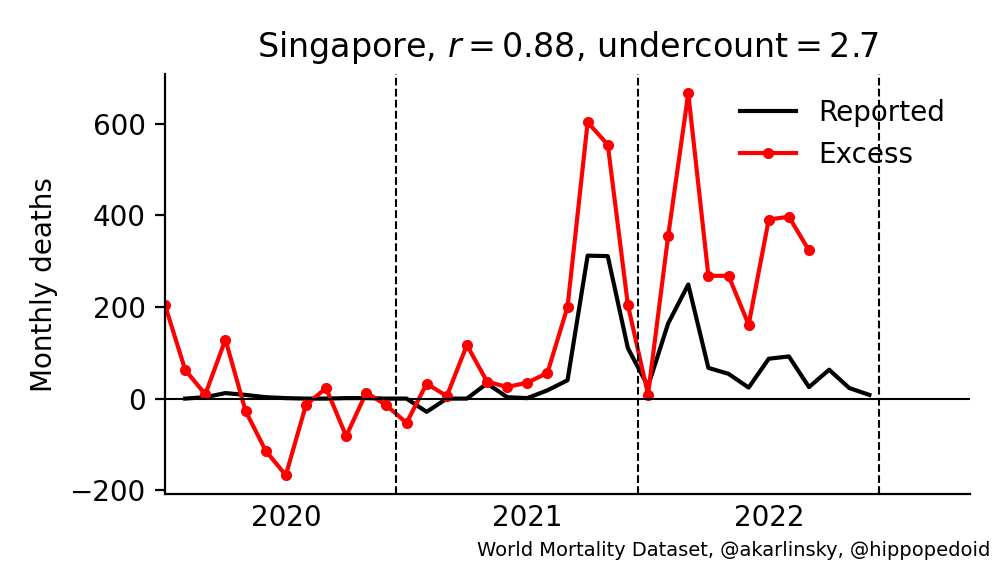 Singapore, r = 0.88, undercount = 2.7
Reported
Excess
Monthly deaths
600
400
200
0
−200
2020 2021 2022
World Mortality Dataset, @akarlinsky, @hippopedoid